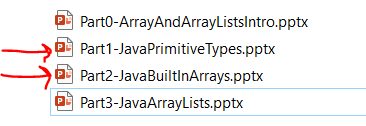 Part0-ArrayAndArrayListsIntro.pptx
Part1-JavaPrimitiveTypes.pptx
Part2-JavaBuiltInArrays.pptx
Part3-JavaArrayLists.pptx